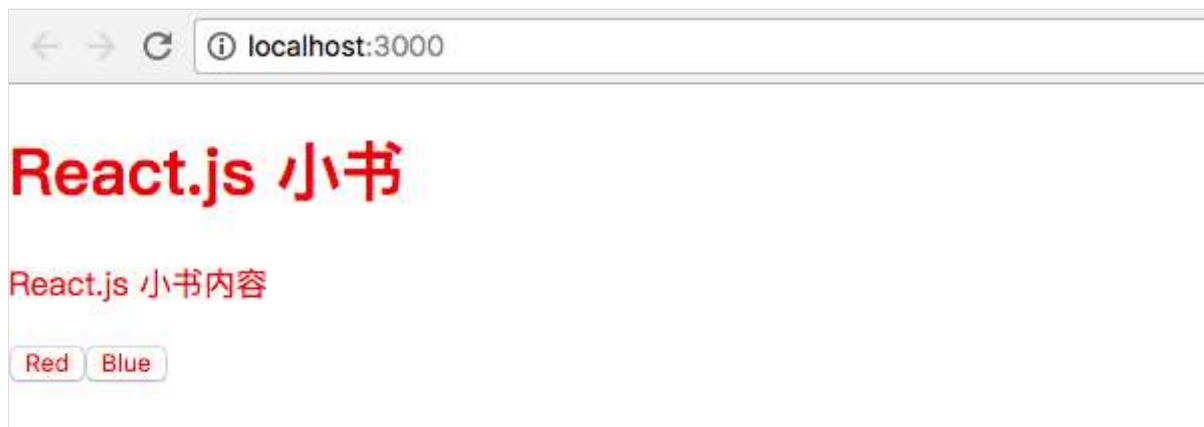 localhost:3000
React.js 小书
React.js 小书内容
Red Blue